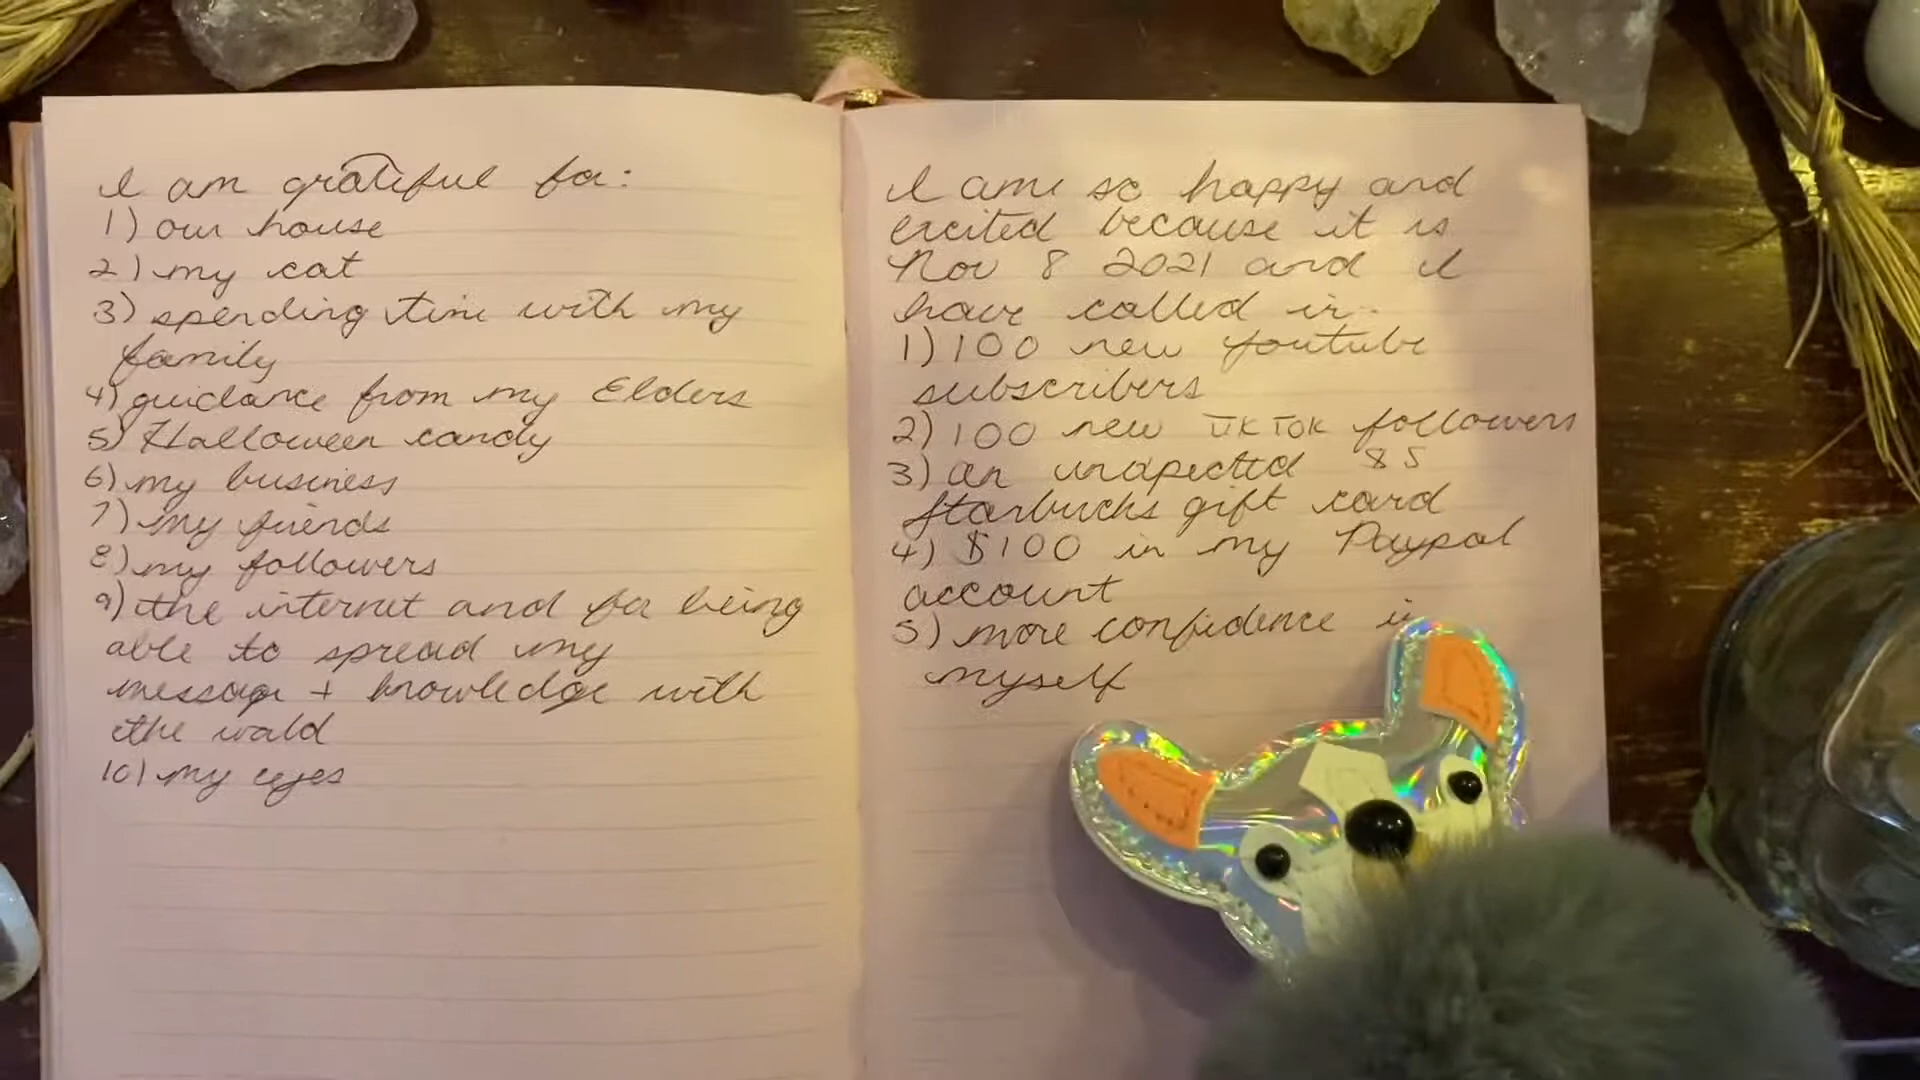 I am grateful for:
1) our house
2) my cat
3) spending time with my
family
4) guidance from my Elders
5) Halloween candy
6) my business
7) my friends
8) my followers
9) the internet and for being
able to spread my
message + knowledge with
the world
10) my eyes
I am so happy and
excited because it is
Nov 8 2021 and I
have called in..
1) 100 new youtube
subscribers
2) 100 new TikTok followers
3) an unexpected $5
Starbucks gift card
4) $100 in my Paypal
account
5) more confidence in
myself